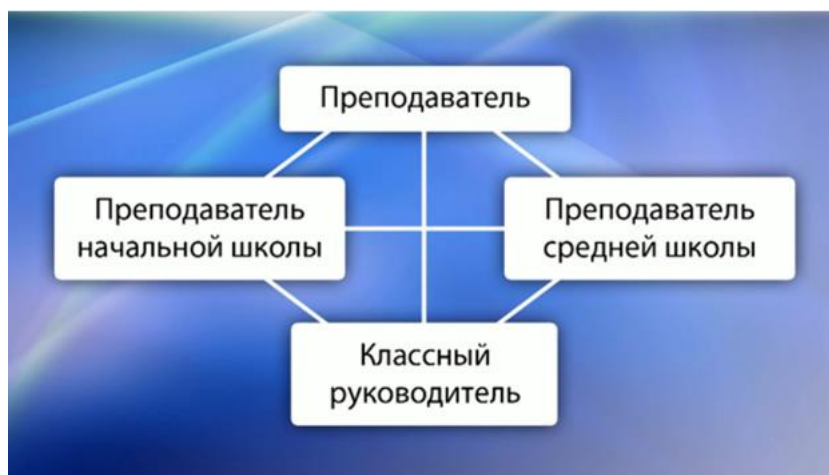 Преподаватель
Преподаватель
начальной школы
Преподаватель
средней школы
Классный
руководитель